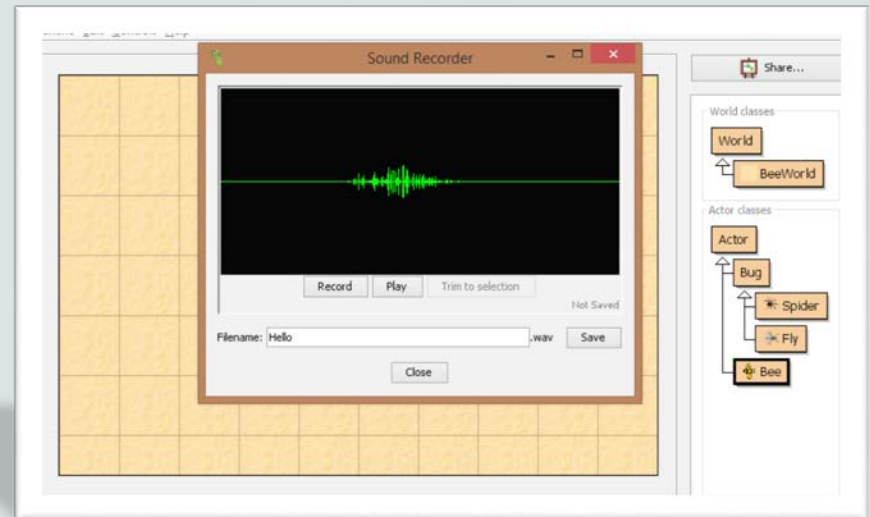 Sound Recorder
Share...
World classes
World
BeeWorld
Actor classes
Actor
Bug
Spider
Fly
Bee
Record
Play
Trim to selection
Not Saved
Filename:
Hello
.wav
Save
Close